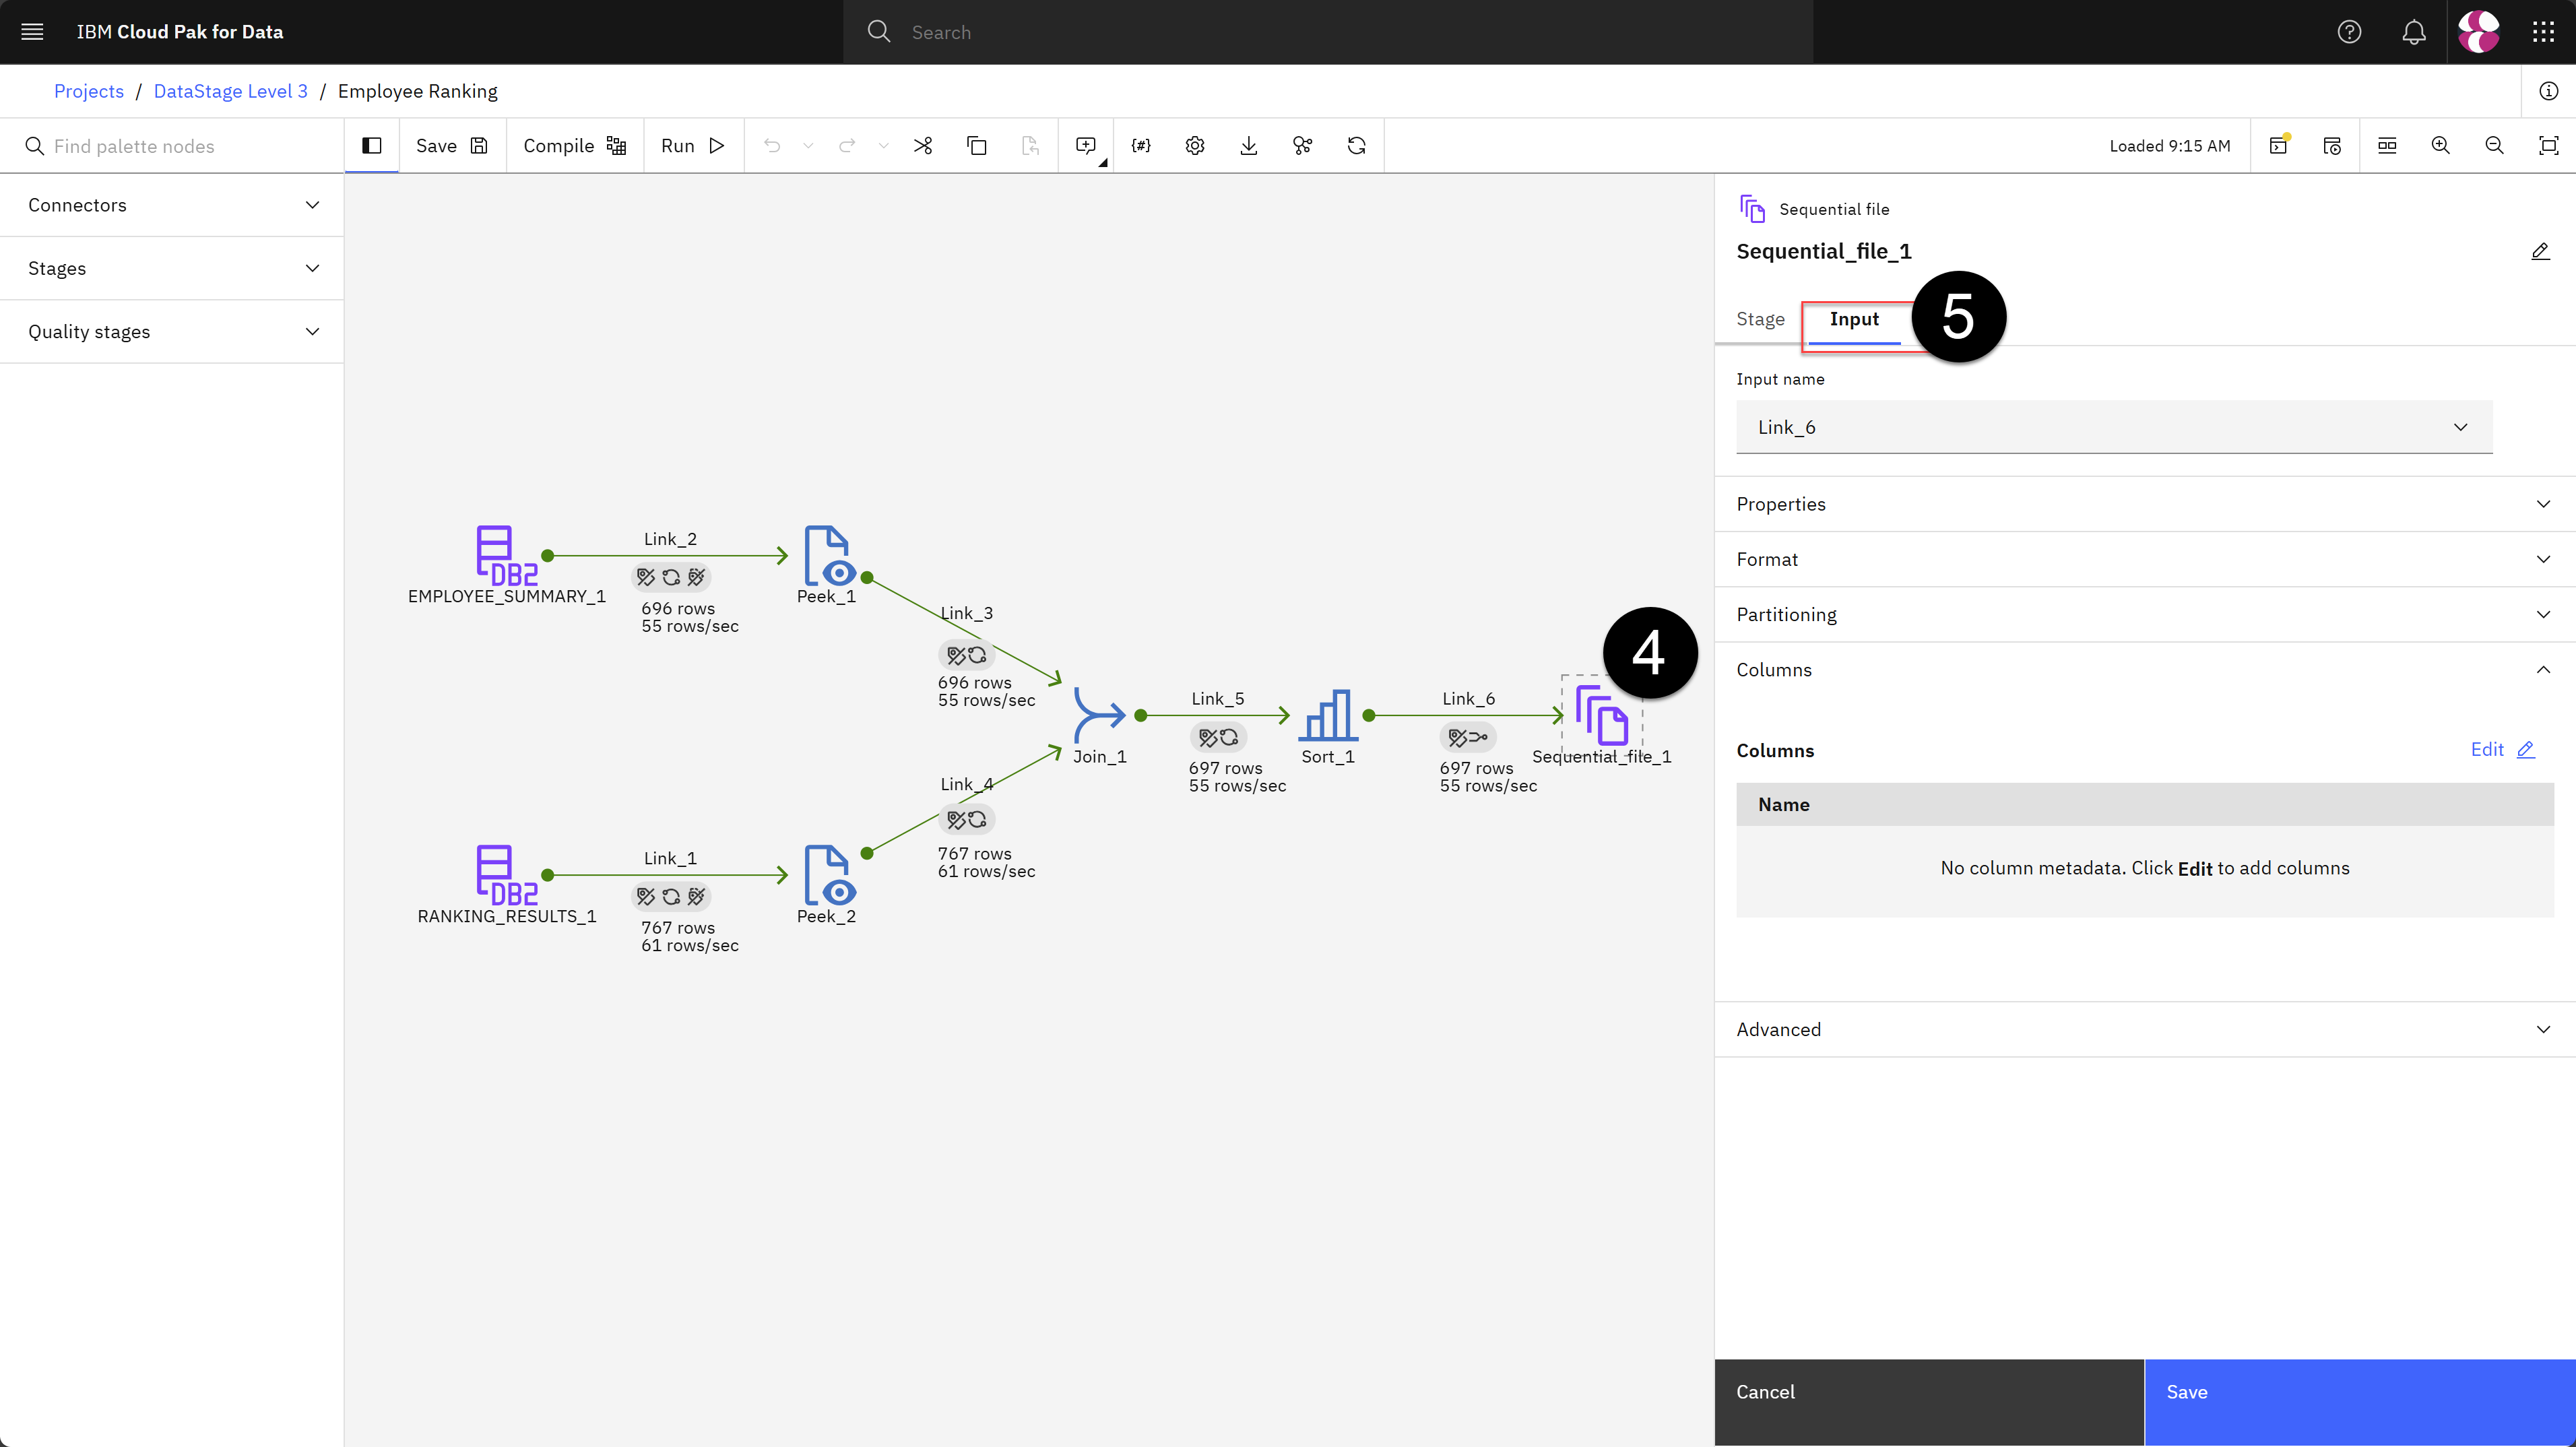 IBM Cloud Pak for Data
Search
Projects / DataStage Level 3 / Employee Ranking
Find palette nodes
Save
Compile
Run
Loaded 9:15 AM
Connectors
Stages
Quality stages
DB2
EMPLOYEE_SUMMARY_1
Link_2
696 rows
55 rows/sec
Peek_1
Link_3
696 rows
55 rows/sec
Join_1
Link_5
697 rows
55 rows/sec
Sort_1
Link_6
697 rows
55 rows/sec
4
Sequential_file_1
Link_4
767 rows
61 rows/sec
DB2
RANKING_RESULTS_1
Link_1
767 rows
61 rows/sec
Peek_2
Sequential file
Sequential_file_1
Stage
Input
5
Input name
Link_6
Properties
Format
Partitioning
Columns
Columns
Edit
Name
No column metadata. Click Edit to add columns
Advanced
Cancel
Save